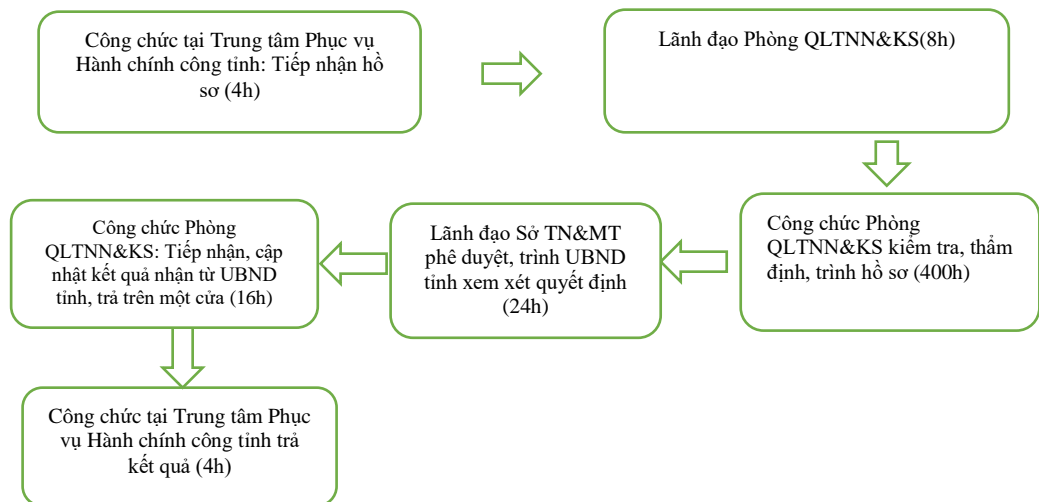 Công chức tại Trung tâm Phục vụ
Hành chính công tỉnh: Tiếp nhận hồ
sơ (4h)
Lãnh đạo Phòng QLTNN&KS(8h)
Công chức Phòng
QLTNN&KS kiểm tra, thẩm
định, trình hồ sơ (400h)
Lãnh đạo Sở TN&MT
phê duyệt, trình UBND
tỉnh xem xét quyết định
(24h)
Công chức Phòng
QLTNN&KS: Tiếp nhận, cập
nhật kết quả nhận từ UBND
tỉnh, trả trên một cửa (16h)
Công chức tại Trung tâm Phục
vụ Hành chính công tỉnh trả
kết quả (4h)